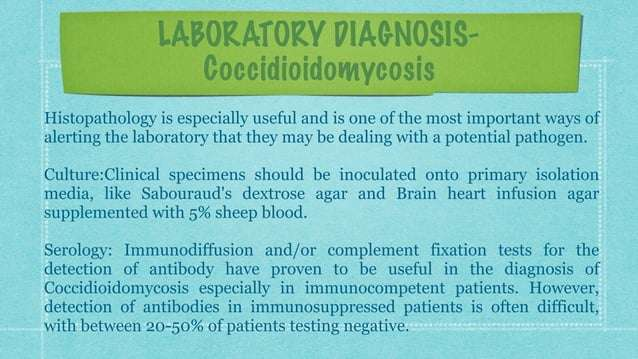 LABORATORY DIAGNOSIS-
Coccidioidomycosis
Histopathology is especially useful and is one of the most important ways of
alerting the laboratory that they may be dealing with a potential pathogen.
Culture:Clinical specimens should be inoculated onto primary isolation
media, like Sabouraud's dextrose agar and Brain heart infusion agar
supplemented with 5% sheep blood.
Serology: Immunodiffusion and/or complement fixation tests for the
detection of antibody have proven to be useful in the diagnosis of
Coccidioidomycosis especially in immunocompetent patients. However,
detection of antibodies in immunosuppressed patients is often difficult,
with between 20-50% of patients testing negative.